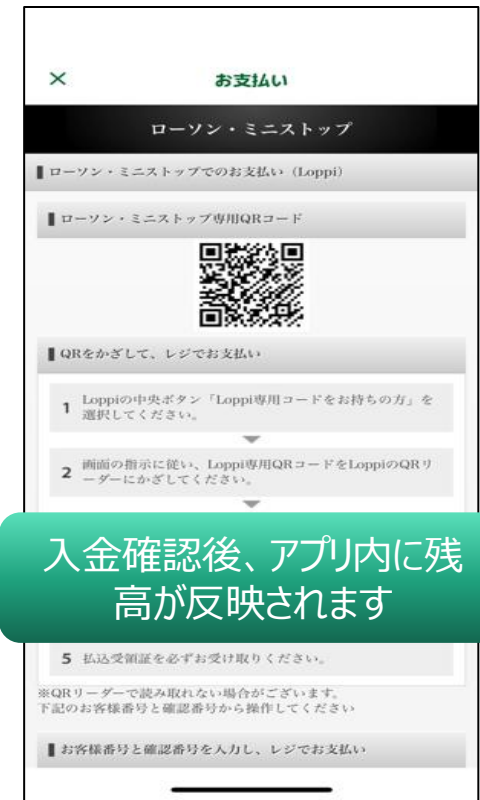 × お支払い
ローソン・ミニストップ
ローソン・ミニストップでのお支払い（Loppi）
ローソン・ミニストップ専用QRコード
QRをかざして、レジでお支払い
1 Loppiの中央ボタン「Loppi専用コードをお持ちの方」を
選択してください。
2 画面の指示に従い、Loppi専用QRコードをLoppiのQRリ
ーダーにかざしてください。
入金確認後、アプリ内に残
高が反映されます
5 払込受領証を必ずお受け取りください。
※QRリーダーで読み取れない場合がございます。
下記のお客様番号と確認番号から操作してください
お客様番号と確認番号を入力し、レジでお支払い